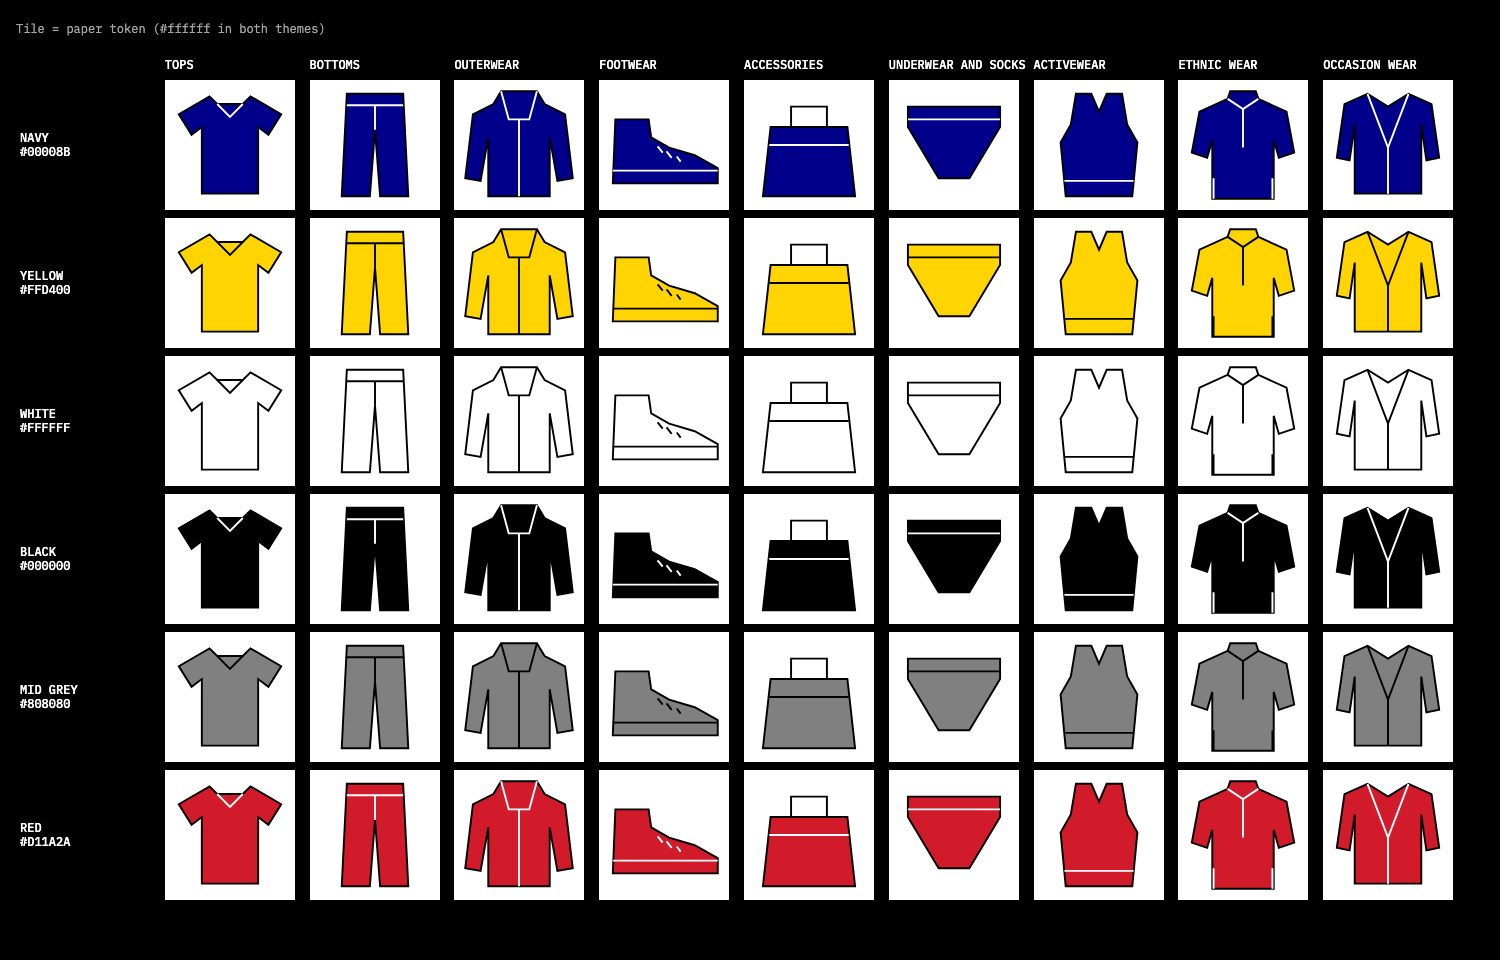 Tile = paper token (#ffffff in both themes)
TOPS BOTTOMS OUTERWEAR FOOTWEAR ACCESSORIES UNDERWEAR AND SOCKS ACTIVEWEAR ETHNIC WEAR OCCASION WEAR
NAVY
#00008B
YELLOW
#FFD400
WHITE
#FFFFFF
BLACK
#000000
MID GREY
#808080
RED
#D11A2A